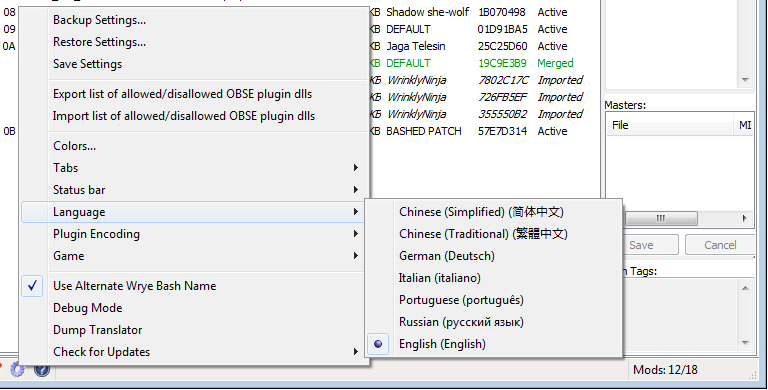 08 KB Shadow she-wolf 1B070498 Active
09 KB DEFAULT 01D91BA5 Active
0A KB Jaga Telesin 25C25D60 Active
KB DEFAULT 19C9E3B9 Merged
KB WrinklyNinja 7802C17C Imported
KB WrinklyNinja 726FB5EF Imported
KB WrinklyNinja 355550B2 Imported
0B KB BASHED PATCH 57E7D314 Active
Backup Settings...
Restore Settings...
Save Settings
Export list of allowed/disallowed OBSE plugin dlls
Import list of allowed/disallowed OBSE plugin dlls
Colors...
Tabs
Status bar
Language
Plugin Encoding
Game
Use Alternate Wrye Bash Name
Debug Mode
Dump Translator
Check for Updates
Chinese (Simplified) (简体中文)
Chinese (Traditional) (繁體中文)
German (Deutsch)
Italian (italiano)
Portuguese (português)
Russian (русский язык)
English (English)
Masters:
File MI
Save Cancel
Tags:
Mods: 12/18